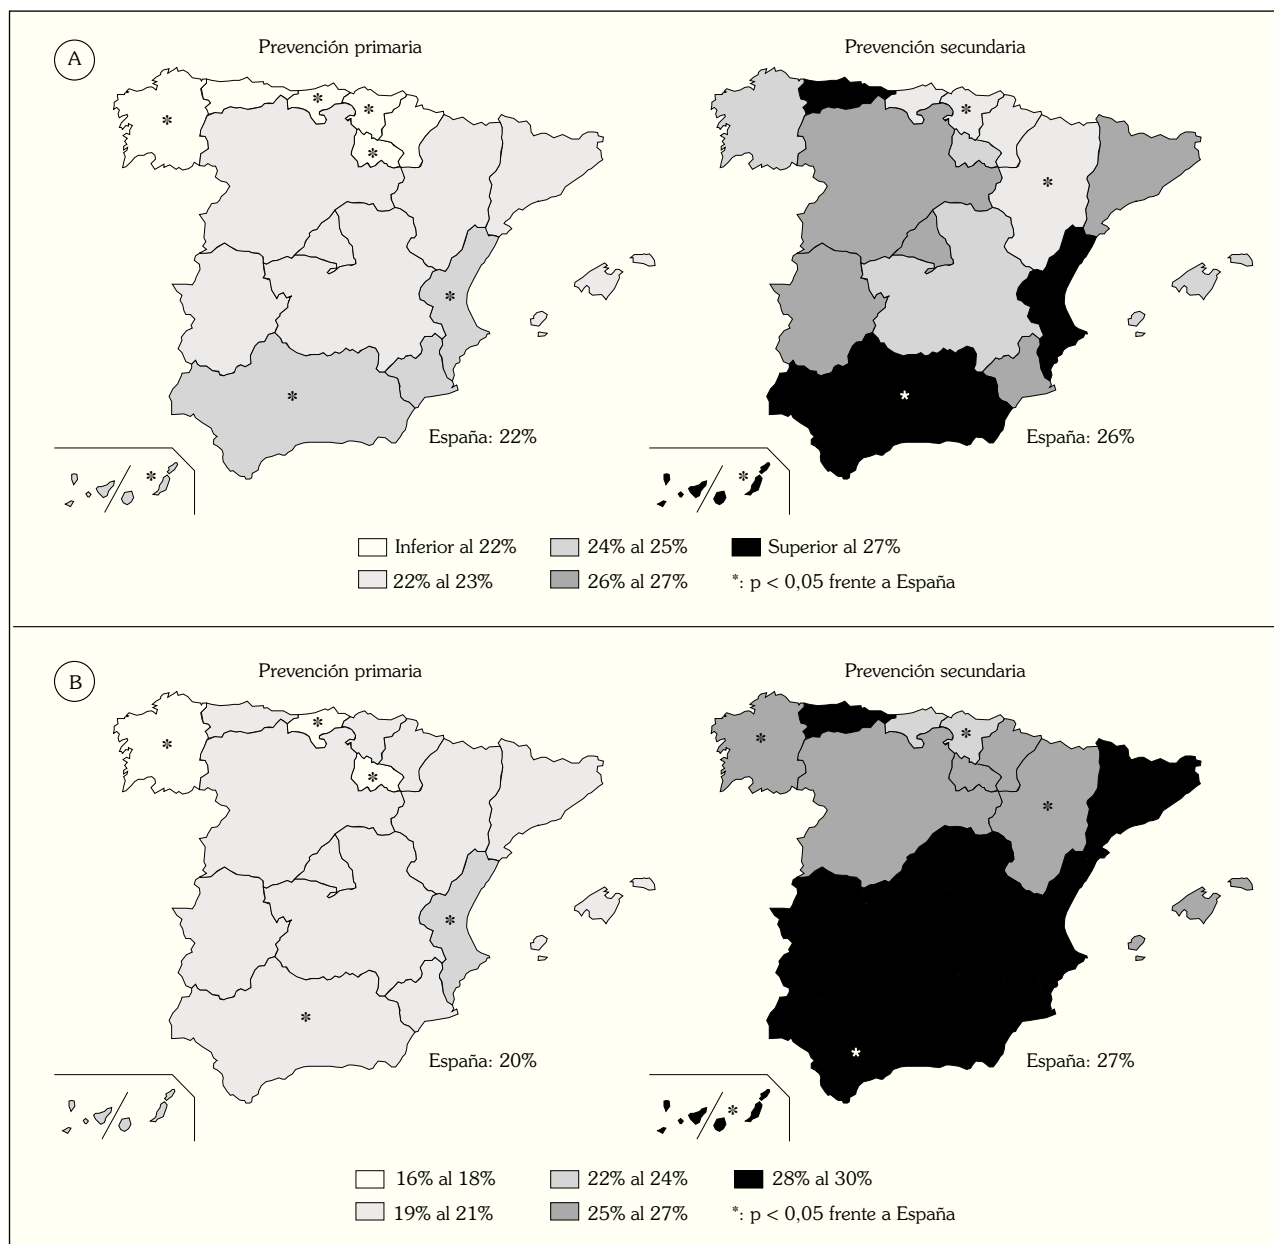 A
Prevención primaria
Prevención secundaria
*
*
*
*
*
*
*
*
*
*
*
*
España: 22%
España: 26%
Inferior al 22%
24% al 25%
Superior al 27%
22% al 23%
26% al 27%
*: p < 0,05 frente a España
B
Prevención primaria
Prevención secundaria
*
*
*
*
*
*
*
*
*
*
España: 20%
España: 27%
16% al 18%
22% al 24%
28% al 30%
19% al 21%
25% al 27%
*: p < 0,05 frente a España